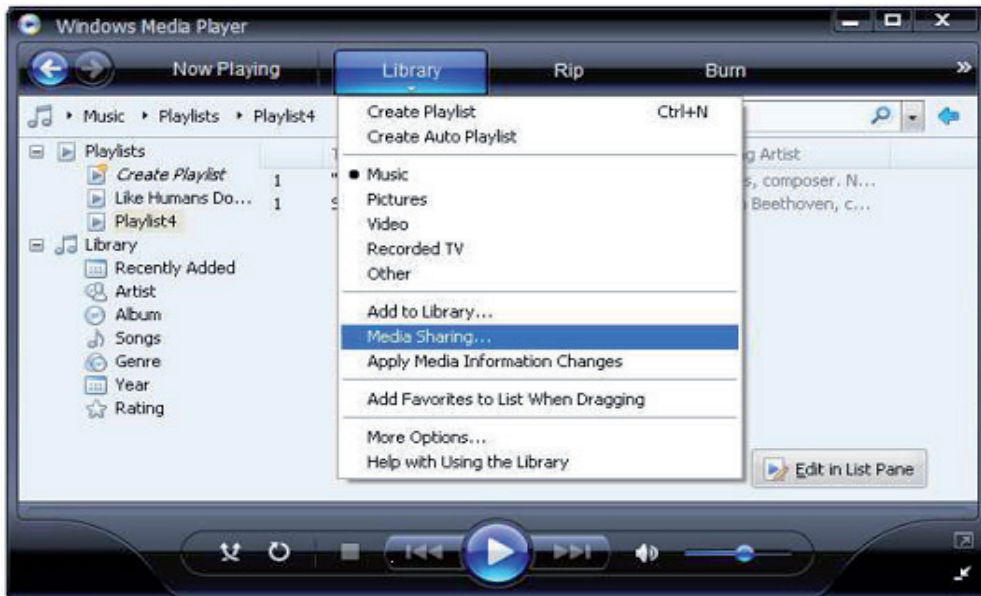 Windows Media Player
Now Playing Library Rip Burn »
Music ▸ Playlists ▸ Playlist4
Playlists
Create Playlist
Like Humans Do...
Playlist4
Library
Recently Added
Artist
Album
Songs
Genre
Year
Rating
1
1
Create Playlist Ctrl+N
Create Auto Playlist
Music
Pictures
Video
Recorded TV
Other
Add to Library...
Media Sharing...
Apply Media Information Changes
Add Favorites to List When Dragging
More Options...
Help with Using the Library
Artist
composer. N...
Beethoven, c...
Edit in List Pane